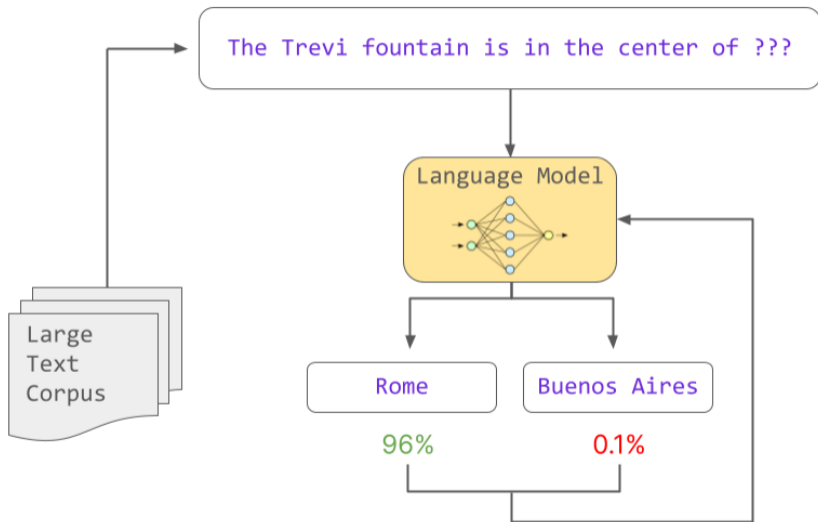 The Trevi fountain is in the center of ???
Language Model
Large
Text
Corpus
Rome
Buenos Aires
96%
0.1%